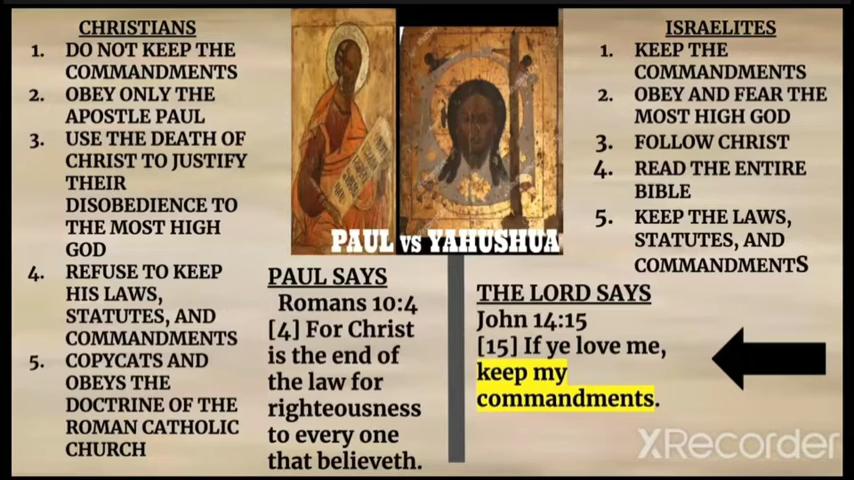 CHRISTIANS
1. DO NOT KEEP THE
COMMANDMENTS
2. OBEY ONLY THE
APOSTLE PAUL
3. USE THE DEATH OF
CHRIST TO JUSTIFY
THEIR
DISOBEDIENCE TO
THE MOST HIGH
GOD
4. REFUSE TO KEEP
HIS LAWS,
STATUTES, AND
COMMANDMENTS
5. COPYCATS AND
OBEYS THE
DOCTRINE OF THE
ROMAN CATHOLIC
CHURCH
PAUL vs YAHUSHUA
PAUL SAYS
Romans 10:4
[4] For Christ
is the end of
the law for
righteousness
to every one
that believeth.
THE LORD SAYS
John 14:15
[15] If ye love me,
keep my
commandments.
ISRAELITES
1. KEEP THE
COMMANDMENTS
2. OBEY AND FEAR THE
MOST HIGH GOD
3. FOLLOW CHRIST
4. READ THE ENTIRE
BIBLE
5. KEEP THE LAWS,
STATUTES, AND
COMMANDMENTS
XRecorder